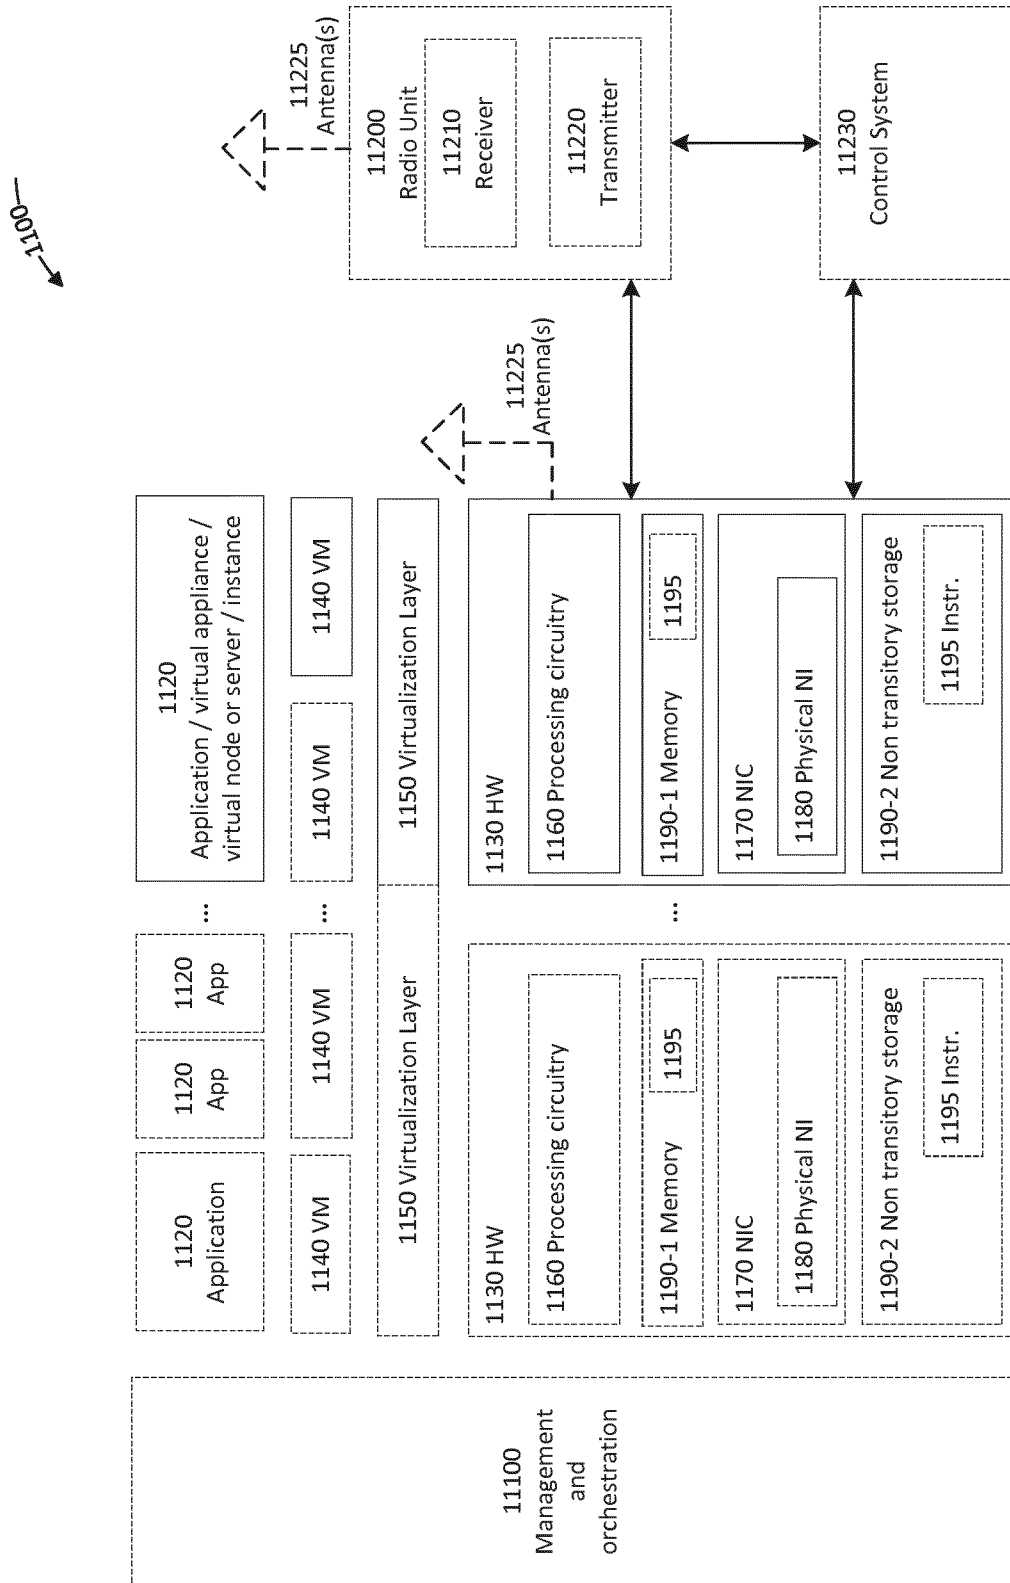 1100
11100
Management
and
orchestration
1120
Application
1120
App
1120
App
...
1120
Application / virtual appliance /
virtual node or server / instance
1140 VM
1140 VM
...
1140 VM
1140 VM
1150 Virtualization Layer
1150 Virtualization Layer
1130 HW
1160 Processing circuitry
1190-1 Memory
1195
1170 NIC
1180 Physical NI
1190-2 Non transitory storage
1195 Instr.
...
1130 HW
1160 Processing circuitry
1190-1 Memory
1195
1170 NIC
1180 Physical NI
1190-2 Non transitory storage
1195 Instr.
11225
Antenna(s)
11225
Antenna(s)
11200
Radio Unit
11210
Receiver
11220
Transmitter
11230
Control System